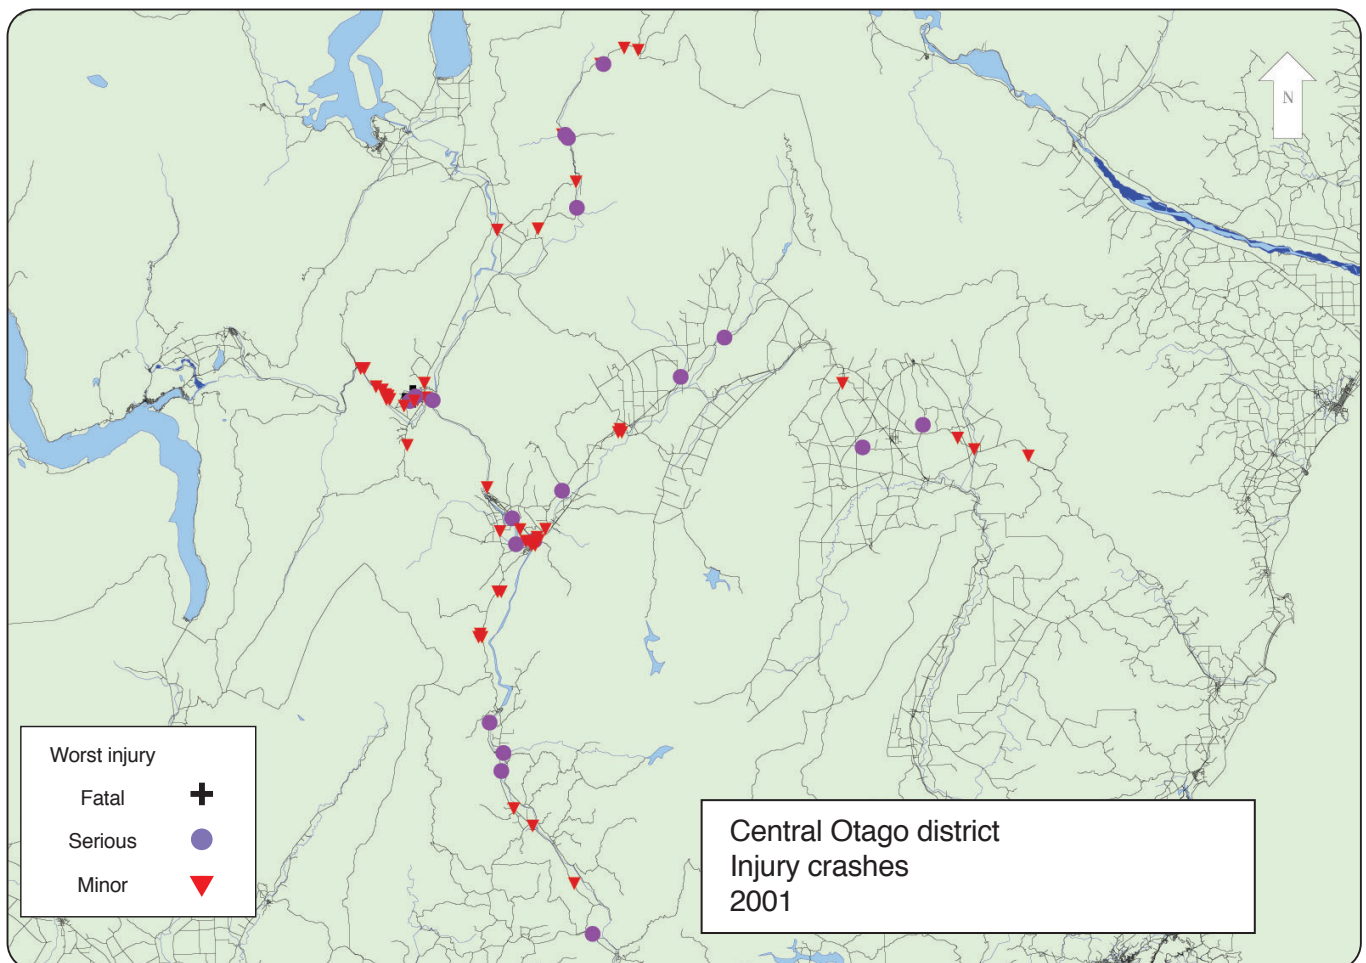 N
Worst injury
Fatal
Serious
Minor
Central Otago district
Injury crashes
2001